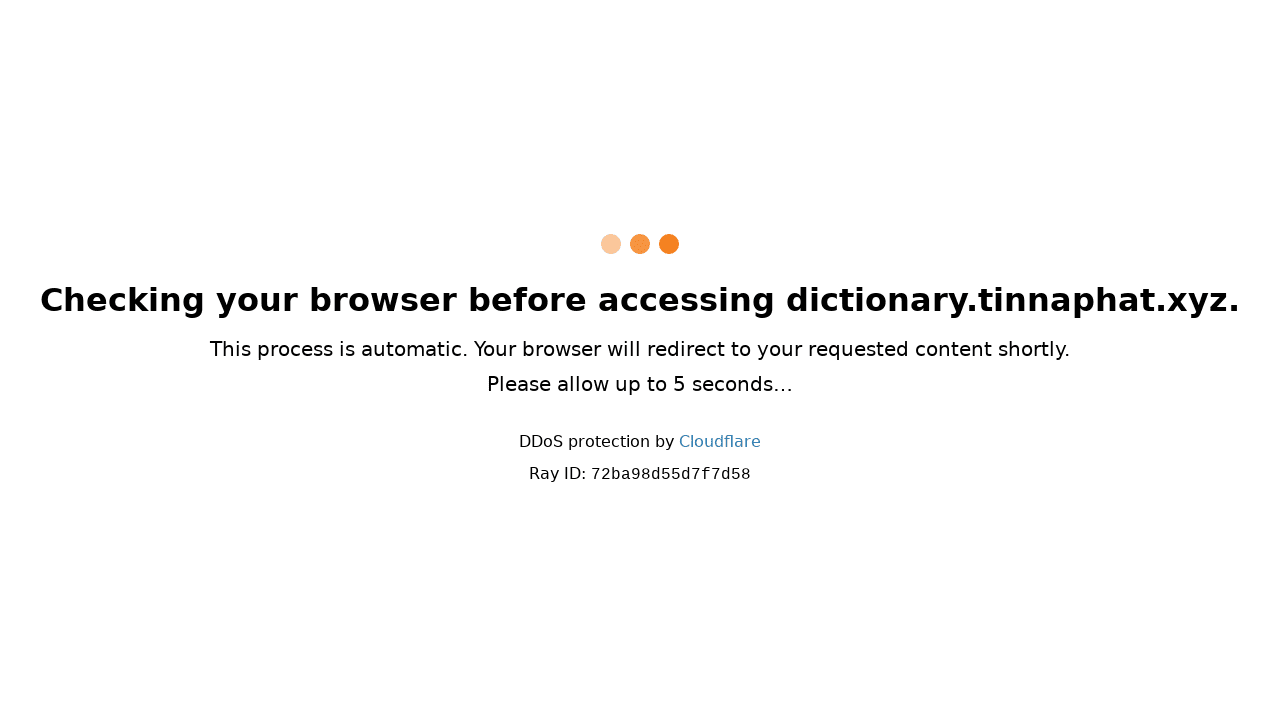 Checking your browser before accessing dictionary.tinnaphat.xyz.
This process is automatic. Your browser will redirect to your requested content shortly.
Please allow up to 5 seconds…
DDoS protection by Cloudflare
Ray ID: 72ba98d55d7f7d58